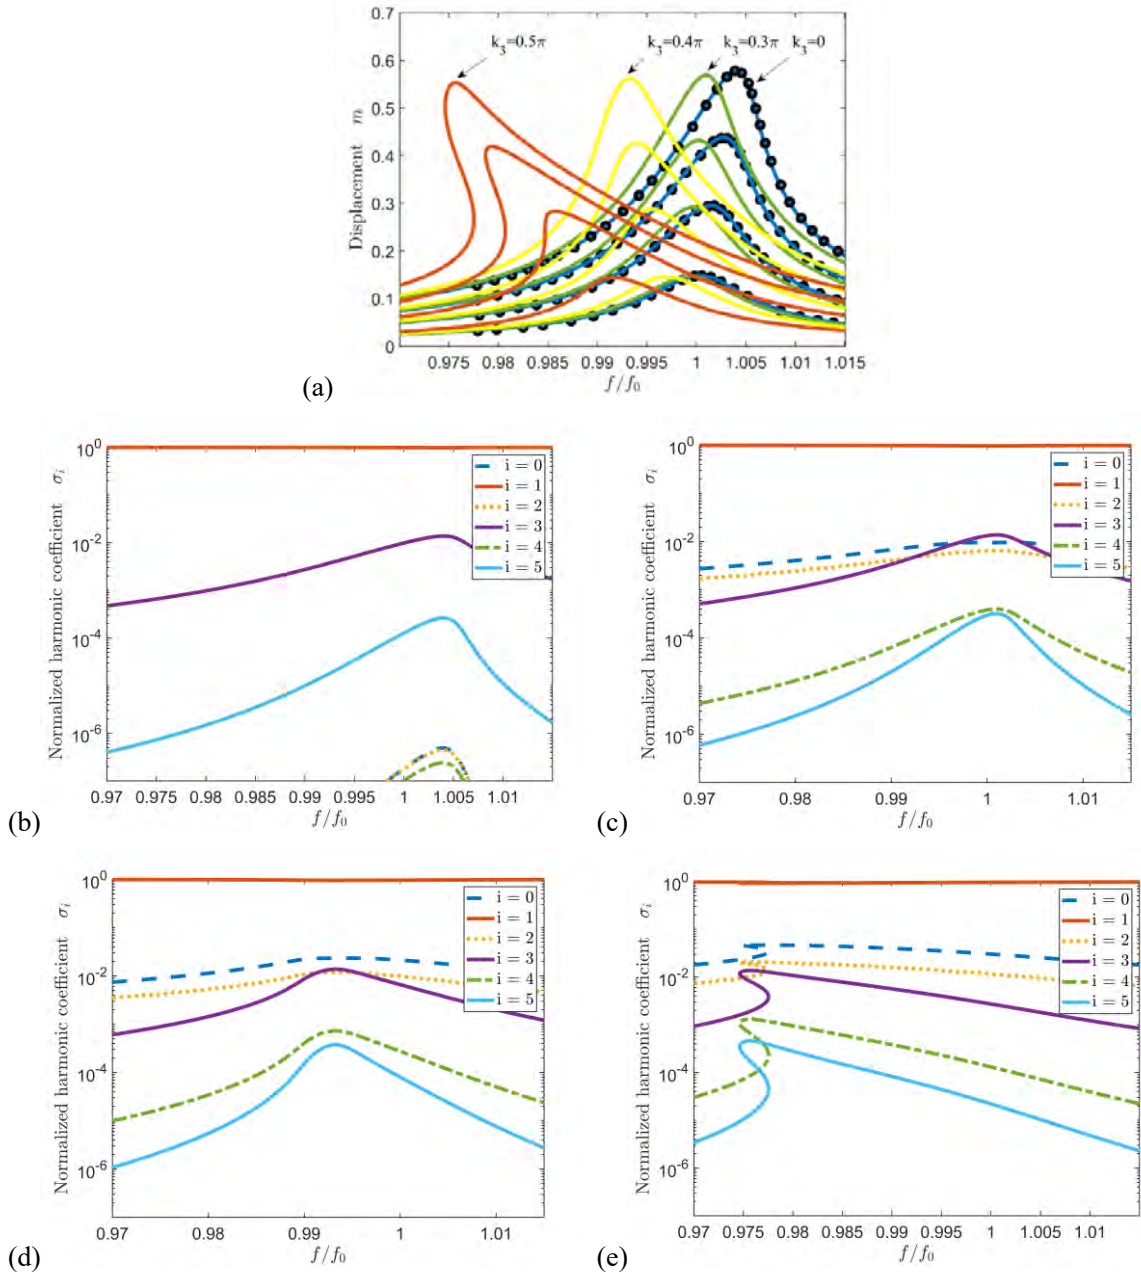 0.7
0.6
0.5
0.4
0.3
0.2
0.1
0
Displacement m
k3=0.5π
k3=0.4π
k3=0.3π
k3=0
0.975 0.98 0.985 0.99 0.995 1 1.005 1.01 1.015
f/f0
(a)
10^0
10^-2
10^-4
10^-6
Normalized harmonic coefficient σi
i = 0
i = 1
i = 2
i = 3
i = 4
i = 5
0.97 0.975 0.98 0.985 0.99 0.995 1 1.005 1.01
f/f0
(b)
10^0
10^-2
10^-4
10^-6
Normalized harmonic coefficient σi
i = 0
i = 1
i = 2
i = 3
i = 4
i = 5
0.97 0.98 0.99 1 1.01
f/f0
(c)
10^0
10^-2
10^-4
10^-6
Normalized harmonic coefficient σi
i = 0
i = 1
i = 2
i = 3
i = 4
i = 5
0.97 0.98 0.99 1 1.01
f/f0
(d)
10^0
10^-2
10^-4
10^-6
Normalized harmonic coefficient σi
i = 0
i = 1
i = 2
i = 3
i = 4
i = 5
0.97 0.975 0.98 0.985 0.99 0.995 1 1.005 1.01
f/f0
(e)